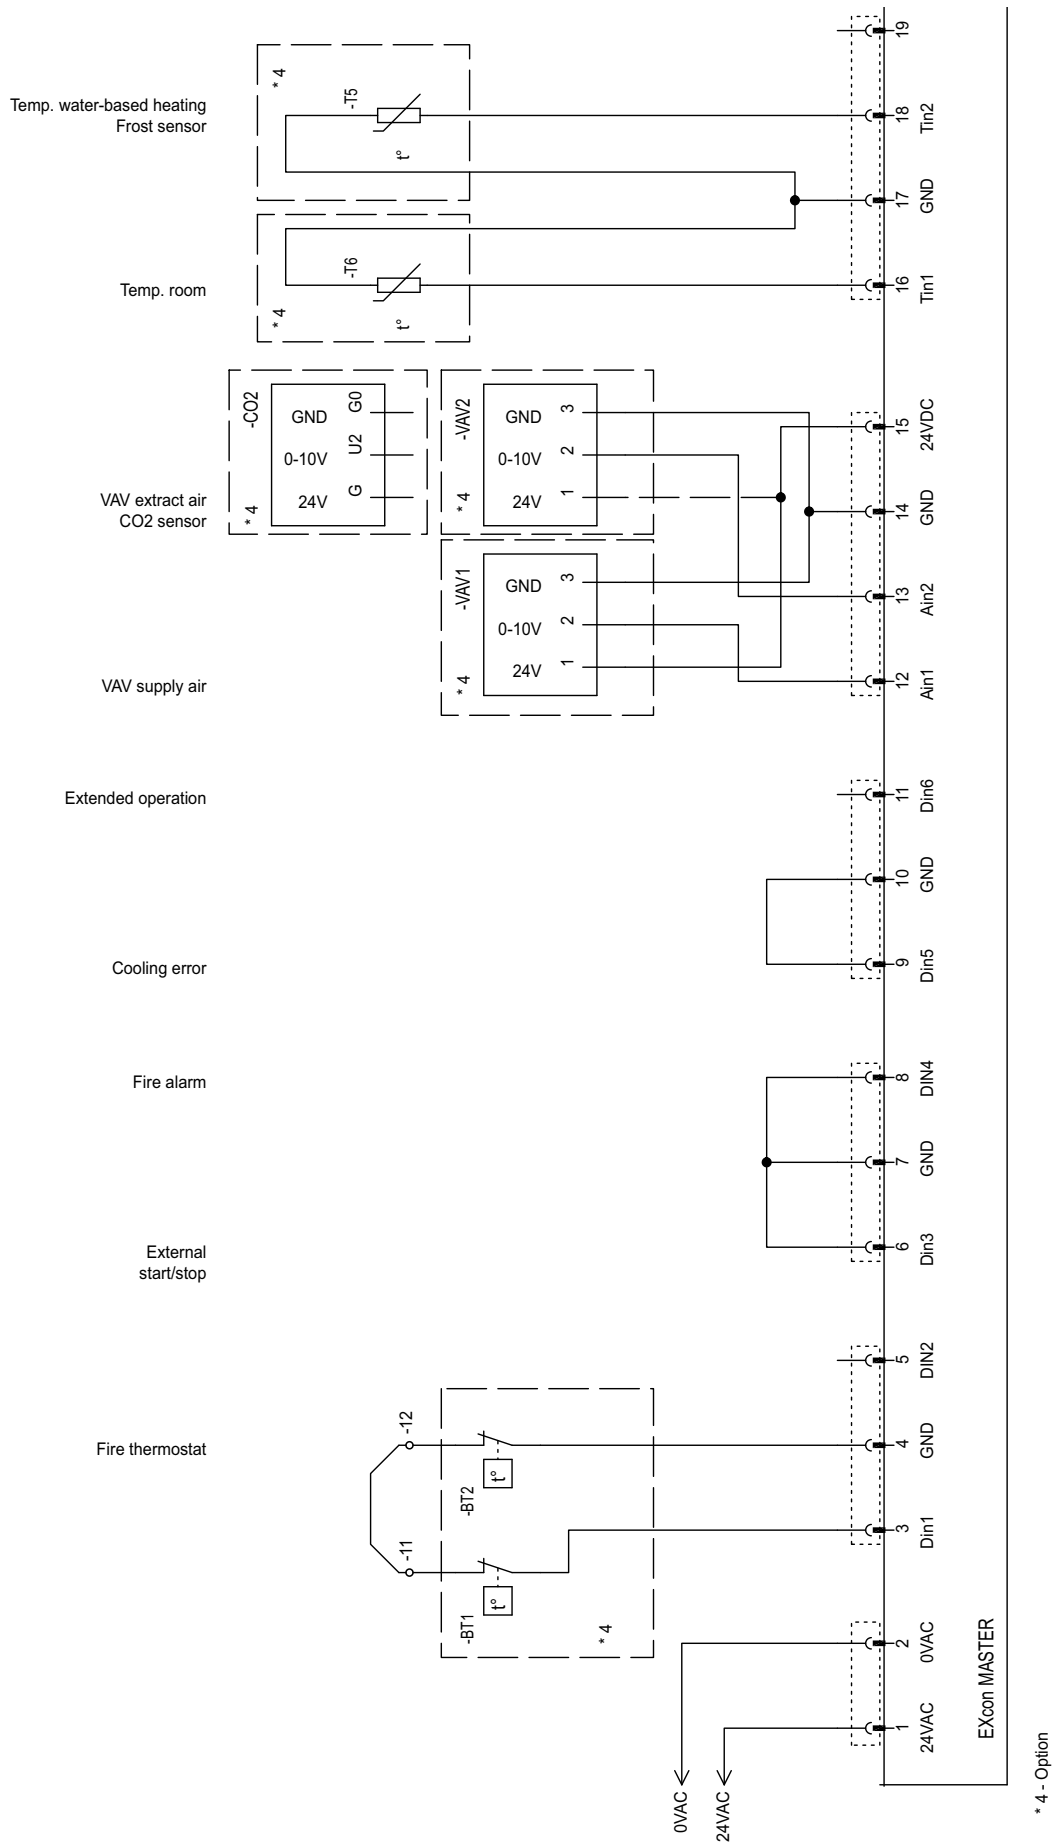 Temp. water-based heating
Frost sensor
* 4
-T5
t°
18
Tin2
19
17
GND
Temp. room
* 4
-T6
t°
16
Tin1
VAV extract air
CO2 sensor
-CO2
GND
G0
0-10V
U2
24V
G
* 4
-VAV2
GND
3
0-10V
2
24V
1
* 4
15
24VDC
14
GND
VAV supply air
-VAV1
GND
3
0-10V
2
24V
1
* 4
13
Ain2
12
Ain1
Extended operation
11
Din6
10
GND
Cooling error
9
Din5
Fire alarm
8
DIN4
7
GND
External
start/stop
6
Din3
5
DIN2
Fire thermostat
-12
-BT2
t°
4
GND
-11
-BT1
t°
* 4
3
Din1
2
0VAC
1
24VAC
EXcon MASTER
0VAC
24VAC
* 4 - Option